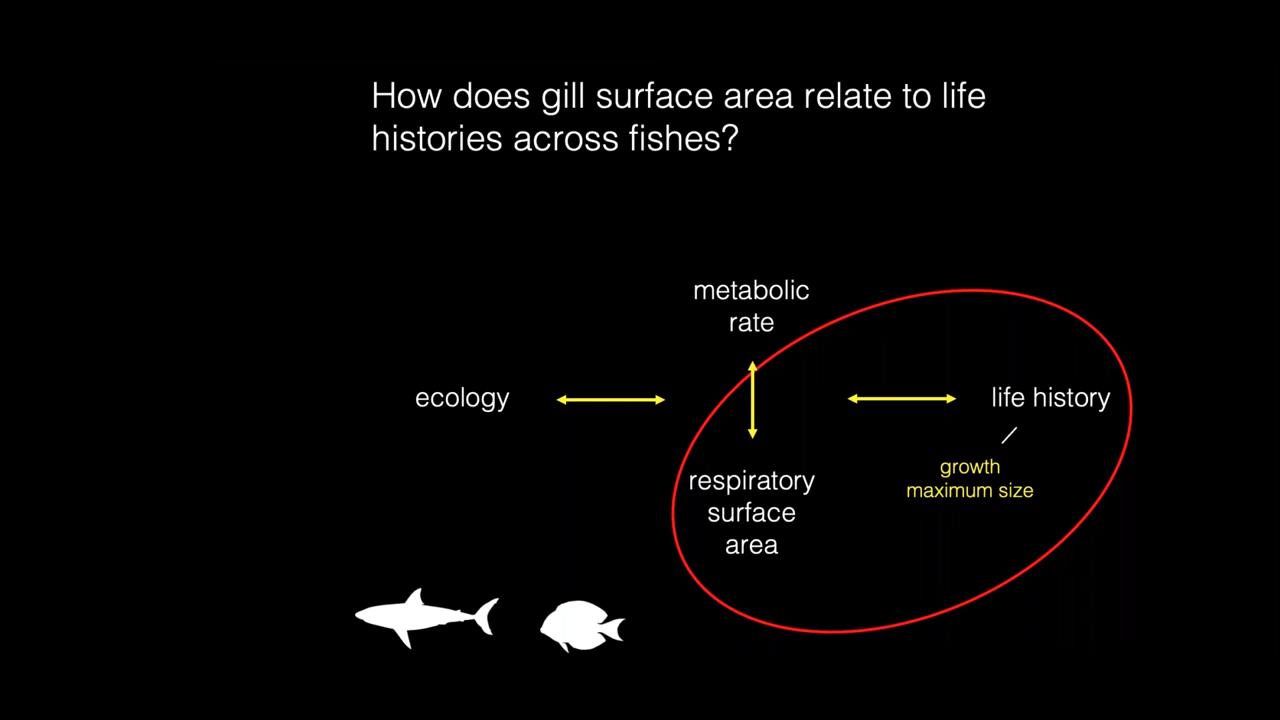 How does gill surface area relate to life
histories across fishes?
metabolic
rate
ecology
life history
growth
maximum size
respiratory
surface
area